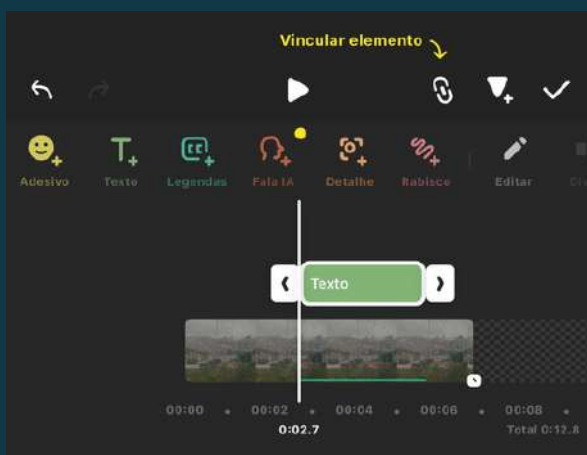 Vincular elemento
Adesivo Texto Legendas Fala IA Detalhe Rabisco Editar
Texto
00:00 00:02 00:04 00:06 00:08
0:02.7 Total 0:12.8